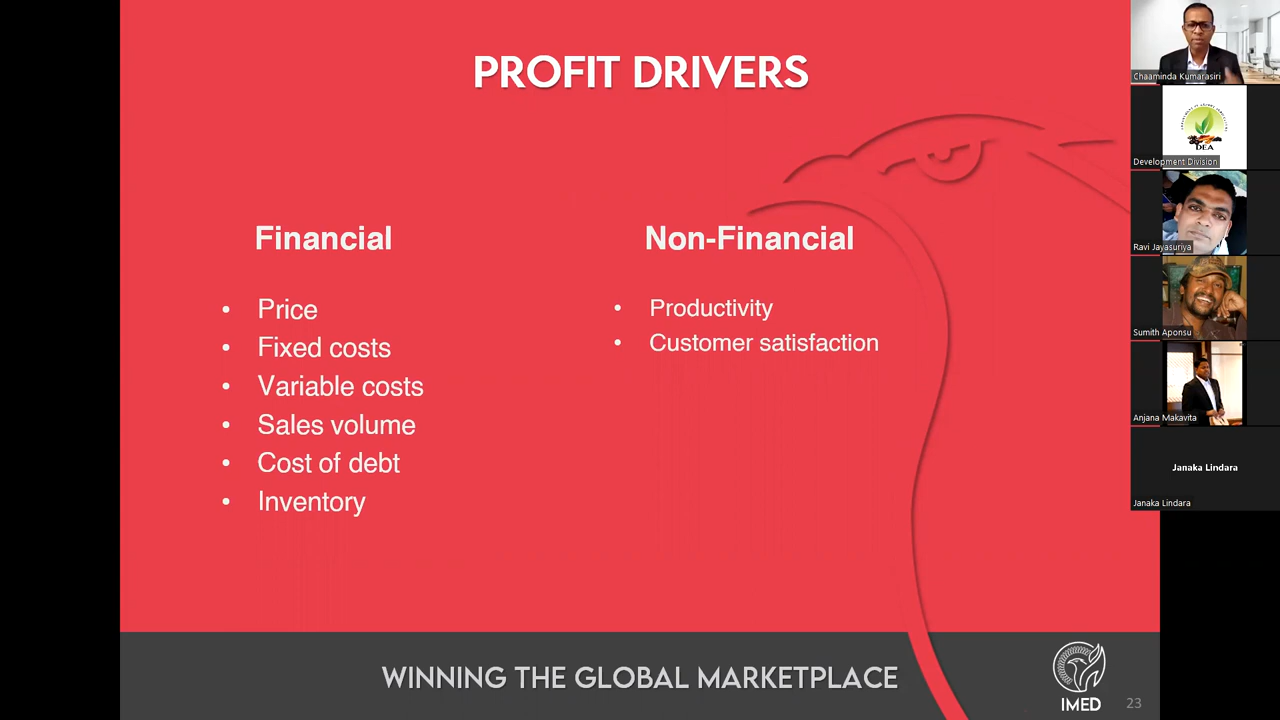 PROFIT DRIVERS
Financial
• Price
• Fixed costs
• Variable costs
• Sales volume
• Cost of debt
• Inventory
Non-Financial
• Productivity
• Customer satisfaction
WINNING THE GLOBAL MARKETPLACE
IMED
23
Chaaminda Kumarasiri
DEA
Development Division
Ravi Jayasuriya
Sumith Aponsu
Anjana Makavita
Janaka Lindara
Janaka Lindara